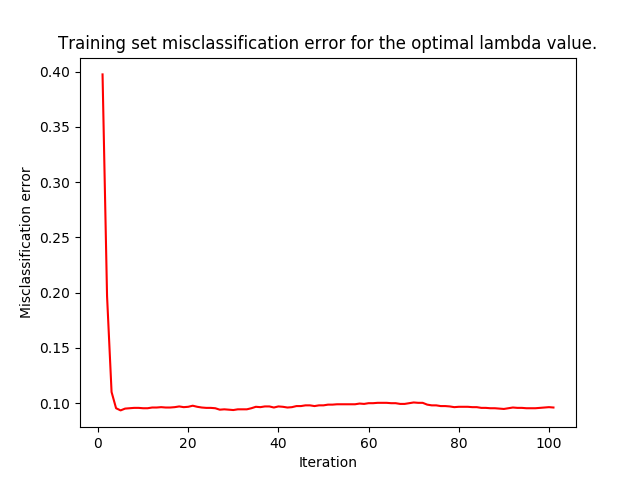 Training set misclassification error for the optimal lambda value.
0.40
0.35
0.30
0.25
0.20
0.15
0.10
Misclassification error
0 20 40 60 80 100
Iteration